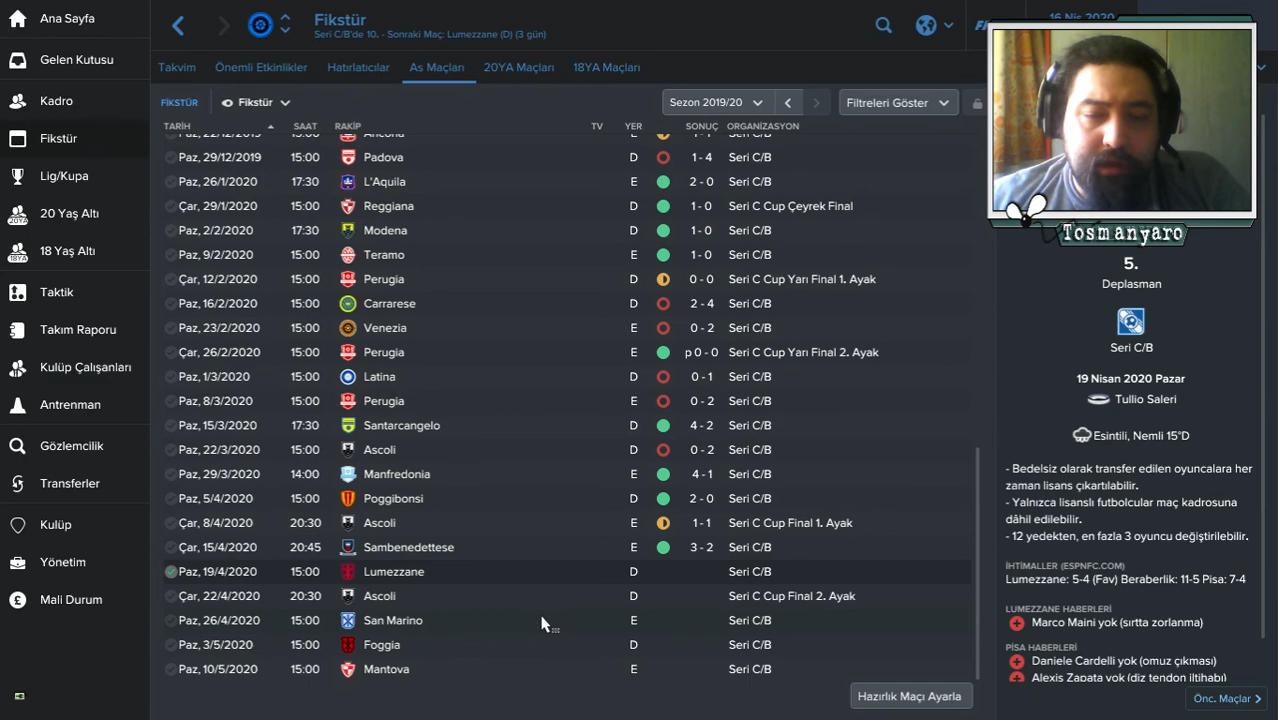 Ana Sayfa
Gelen Kutusu
Kadro
Fikstür
Lig/Kupa
20 Yaş Altı
18 Yaş Altı
Taktik
Takım Raporu
Kulüp Çalışanları
Antrenman
Gözlemcilik
Transferler
Kulüp
Yönetim
Mali Durum
Fikstür
Seri C/B'de 10. - Sonraki Maç: Lumezzane (D) (3 gün)
16 Nis 2020
Takvim Önemli Etkinlikler Hatırlatıcılar As Maçları 20YA Maçları 18YA Maçları
FİKSTÜR Fikstür Sezon 2019/20 Filtreleri Göster
TARİH SAAT RAKİP TV YER SONUÇ ORGANİZASYON
Paz, 22/12/2019 15:00 Ancona E 1 - 1 Seri C/B
Paz, 29/12/2019 15:00 Padova D 1 - 4 Seri C/B
Paz, 26/1/2020 17:30 L'Aquila E 2 - 0 Seri C/B
Çar, 29/1/2020 15:00 Reggiana D 1 - 0 Seri C Cup Çeyrek Final
Paz, 2/2/2020 17:30 Modena D 1 - 0 Seri C/B
Paz, 9/2/2020 15:00 Teramo E 1 - 0 Seri C/B
Çar, 12/2/2020 15:00 Perugia D 0 - 0 Seri C Cup Yarı Final 1. Ayak
Paz, 16/2/2020 15:00 Carrarese D 2 - 4 Seri C/B
Paz, 23/2/2020 15:00 Venezia E 0 - 2 Seri C/B
Çar, 26/2/2020 15:00 Perugia E p 0 - 0 Seri C Cup Yarı Final 2. Ayak
Paz, 1/3/2020 15:00 Latina D 0 - 1 Seri C/B
Paz, 8/3/2020 15:00 Perugia E 0 - 2 Seri C/B
Paz, 15/3/2020 17:30 Santarcangelo D 4 - 2 Seri C/B
Paz, 22/3/2020 15:00 Ascoli D 0 - 2 Seri C/B
Paz, 29/3/2020 14:00 Manfredonia E 4 - 1 Seri C/B
Paz, 5/4/2020 15:00 Poggibonsi D 2 - 0 Seri C/B
Çar, 8/4/2020 20:30 Ascoli E 1 - 1 Seri C Cup Final 1. Ayak
Çar, 15/4/2020 20:45 Sambenedettese E 3 - 2 Seri C/B
Paz, 19/4/2020 15:00 Lumezzane D Seri C/B
Çar, 22/4/2020 20:30 Ascoli D Seri C Cup Final 2. Ayak
Paz, 26/4/2020 15:00 San Marino E Seri C/B
Paz, 3/5/2020 15:00 Foggia D Seri C/B
Paz, 10/5/2020 15:00 Mantova E Seri C/B
Hazırlık Maçı Ayarla
Tosmanyaro
5.
Deplasman
Seri C/B
19 Nisan 2020 Pazar
Tullio Saleri
Esintili, Nemli 15°D
- Bedelsiz olarak transfer edilen oyunculara her
zaman lisans çıkartılabilir.
- Yalnızca lisanslı futbolcular maç kadrosuna
dâhil edilebilir.
- 12 yedekten, en fazla 3 oyuncu değiştirilebilir.
İHTİMALLER (ESPNFC.COM)
Lumezzane: 5-4 (Fav) Beraberlik: 11-5 Pisa: 7-4
LUMEZZANE HABERLERİ
Marco Maini yok (sırtta zorlanma)
PİSA HABERLERİ
Daniele Cardelli yok (omuz çıkması)
Alexis Zapata yok (diz tendon iltihabı)
Önc. Maçlar